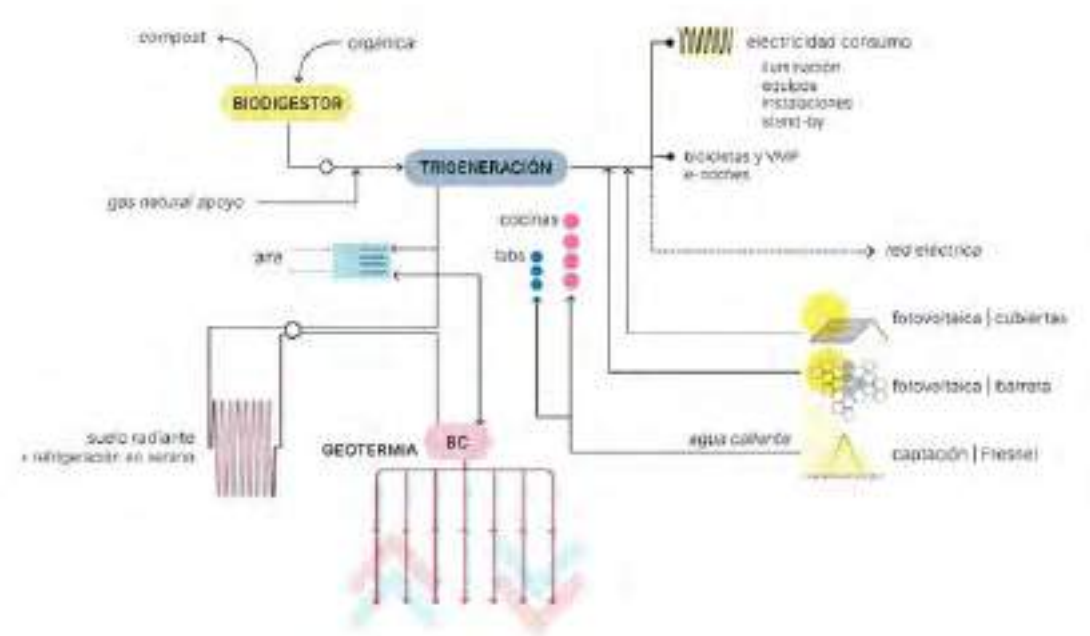 compost
orgánica
BIODIGESTOR
TRIGENERACIÓN
gas natural apoyo
electricidad consumo
iluminación
equipos
instalaciones
stand-by
bicicletas y VMP
e-coches
red eléctrica
cocinas
labs
aire
fotovoltaica | cubiertas
fotovoltaica | barrera
suelo radiante
+ refrigeración en verano
GEOTERMIA
BC
agua caliente
captación | Fresnel